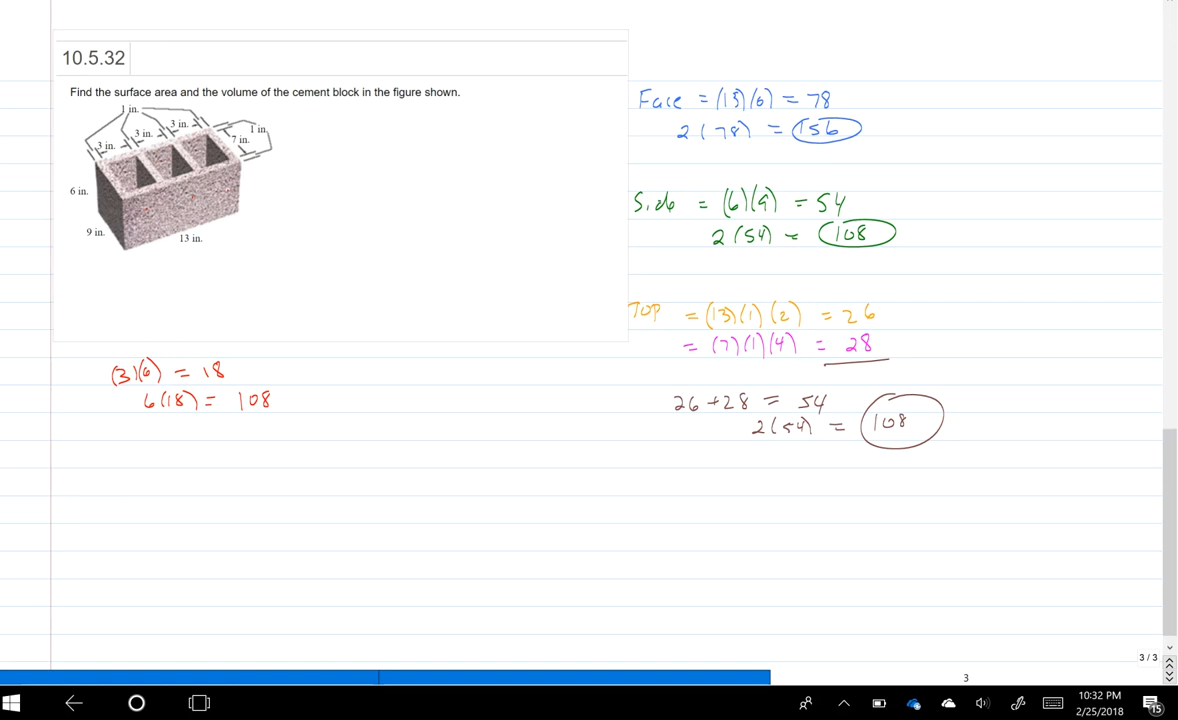 10.5.32
Find the surface area and the volume of the cement block in the figure shown.
1 in.
3 in.
3 in.
3 in.
1 in.
7 in.
6 in.
9 in.
13 in.
Face = (13)(6) = 78
2(78) = 156
Side = (6)(9) = 54
2(54) = 108
TOP = (13)(1)(2) = 26
= (7)(1)(4) = 28
26 + 28 = 54
2(54) = 108
(3)(6) = 18
6(18) = 108
3 / 3
3
10:32 PM
2/25/2018
15